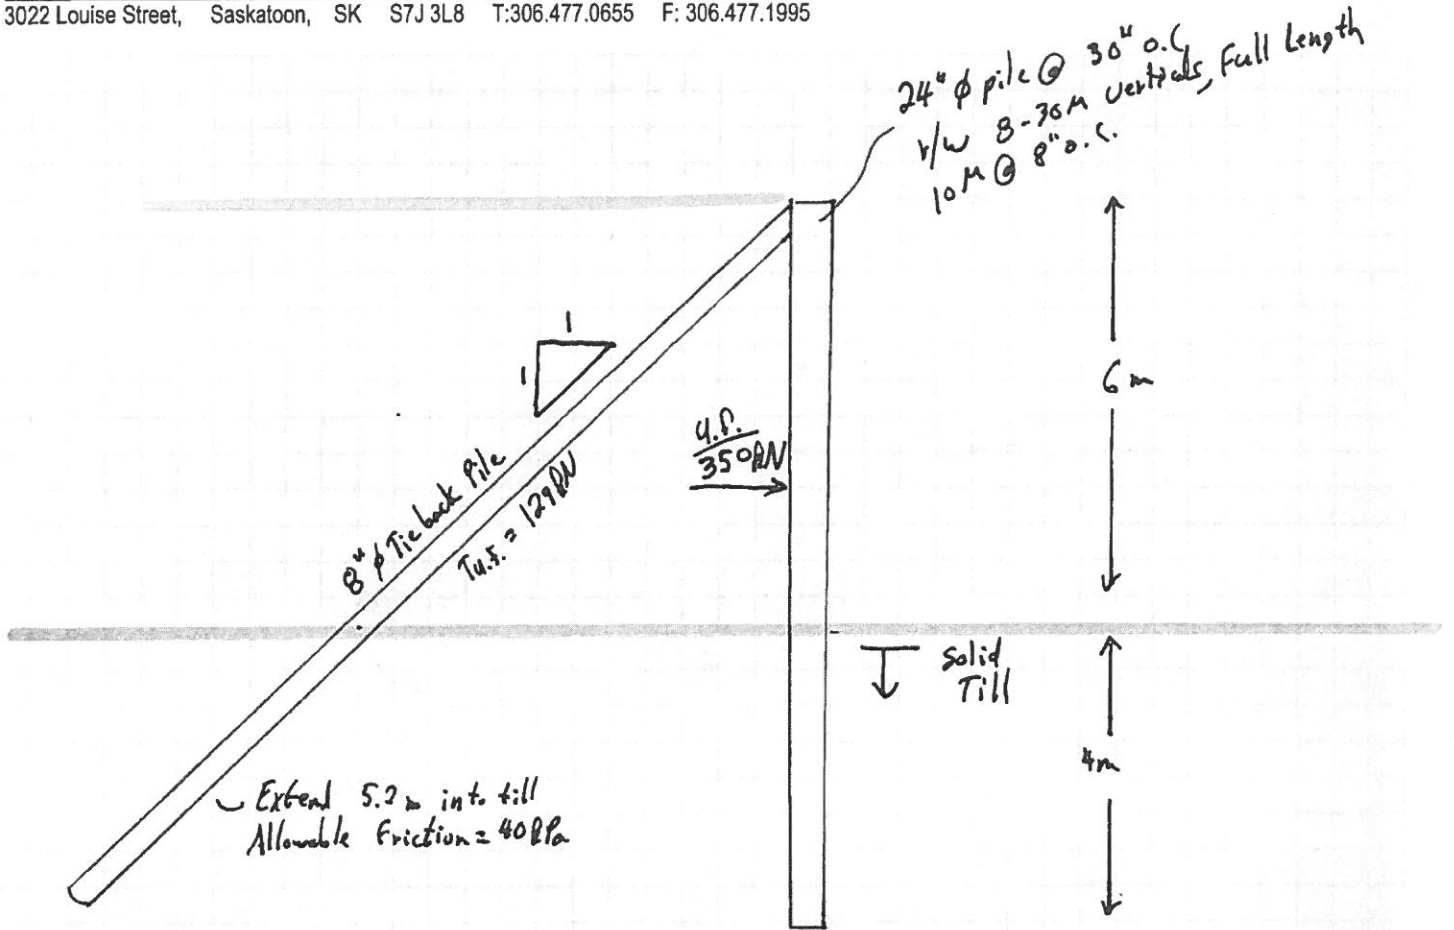 3022 Louise Street, Saskatoon, SK S7J 3L8 T:306.477.0655 F: 306.477.1995
24" φ pile @ 30" o.c
r/w 8-30M verticals, Full Length
10M @ 8" o.c.
1
1
6m
u.f.
350kN
8" φ Tieback Pile
Tu.s. = 129kN
Solid
Till
4m
Extend 5.2m into till
Allowable Friction = 40kPa